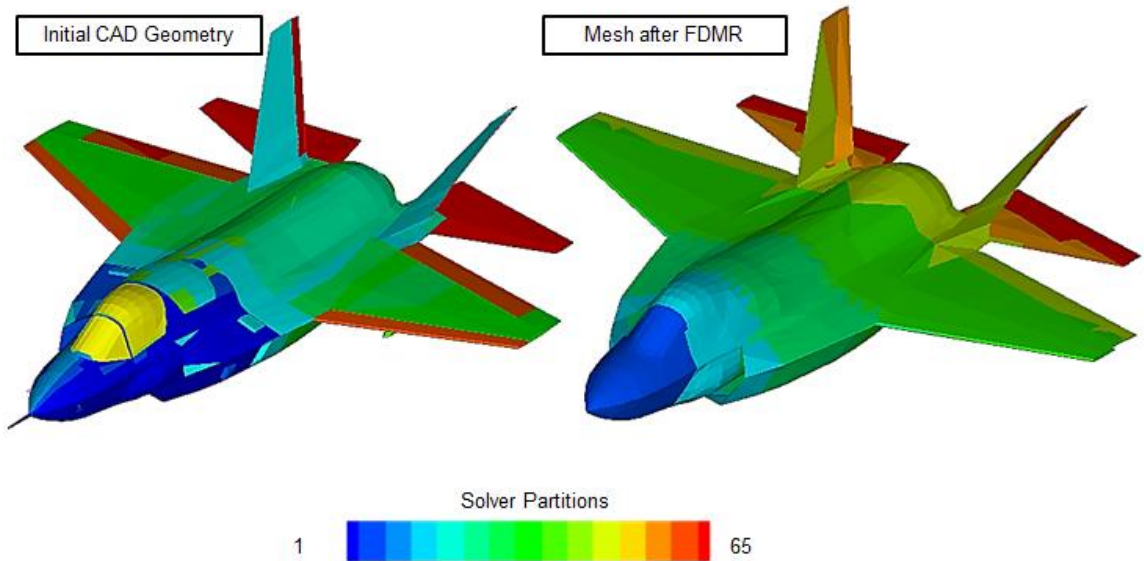 Initial CAD Geometry
Mesh after FDMR
Solver Partitions
1
65